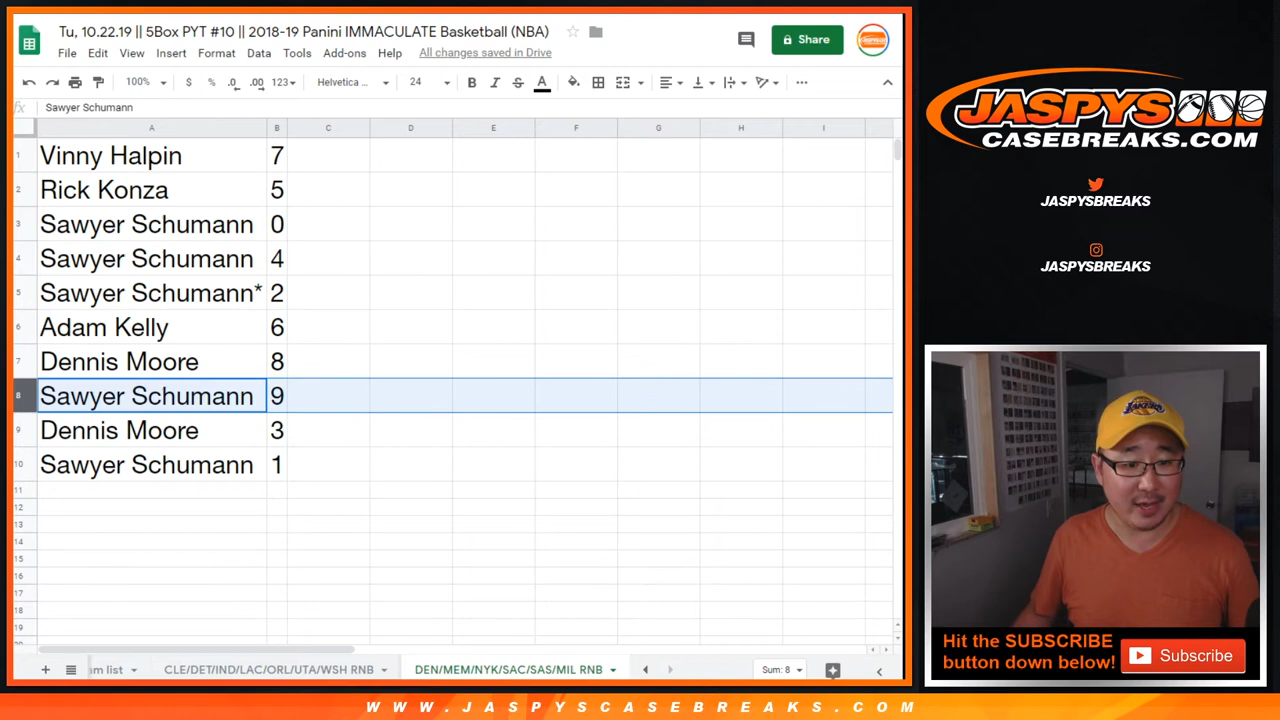 Tu, 10.22.19 || 5Box PYT #10 || 2018-19 Panini IMMACULATE Basketball (NBA)
File Edit View Insert Format Data Tools Add-ons Help All changes saved in Drive
Share
100% $ % .0 .00 123 Helvetica ... 24 B I S A
fx Sawyer Schumann
A B C D E F G H I
1 Vinny Halpin 7
2 Rick Konza 5
3 Sawyer Schumann 0
4 Sawyer Schumann 4
5 Sawyer Schumann* 2
6 Adam Kelly 6
7 Dennis Moore 8
8 Sawyer Schumann 9
9 Dennis Moore 3
10 Sawyer Schumann 1
11
12
13
14
15
16
17
18
19
am list CLE/DET/IND/LAC/ORL/UTA/WSH RNB DEN/MEM/NYK/SAC/SAS/MIL RNB Sum: 8
JASPYS
CASEBREAKS.COM
JASPYSBREAKS
JASPYSBREAKS
LAKERS
Hit the SUBSCRIBE
button down below!
Subscribe
WWW.JASPYSCASEBREAKS.COM